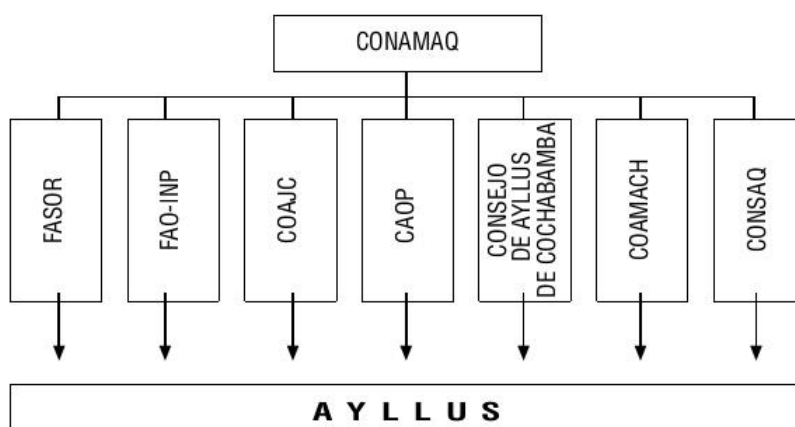 CONAMAQ
FASOR
FAO-INP
COAJC
CAOP
CONSEJO
DE AYLLUS
DE COCHABAMBA
COAMACH
CONSAQ
AYLLUS